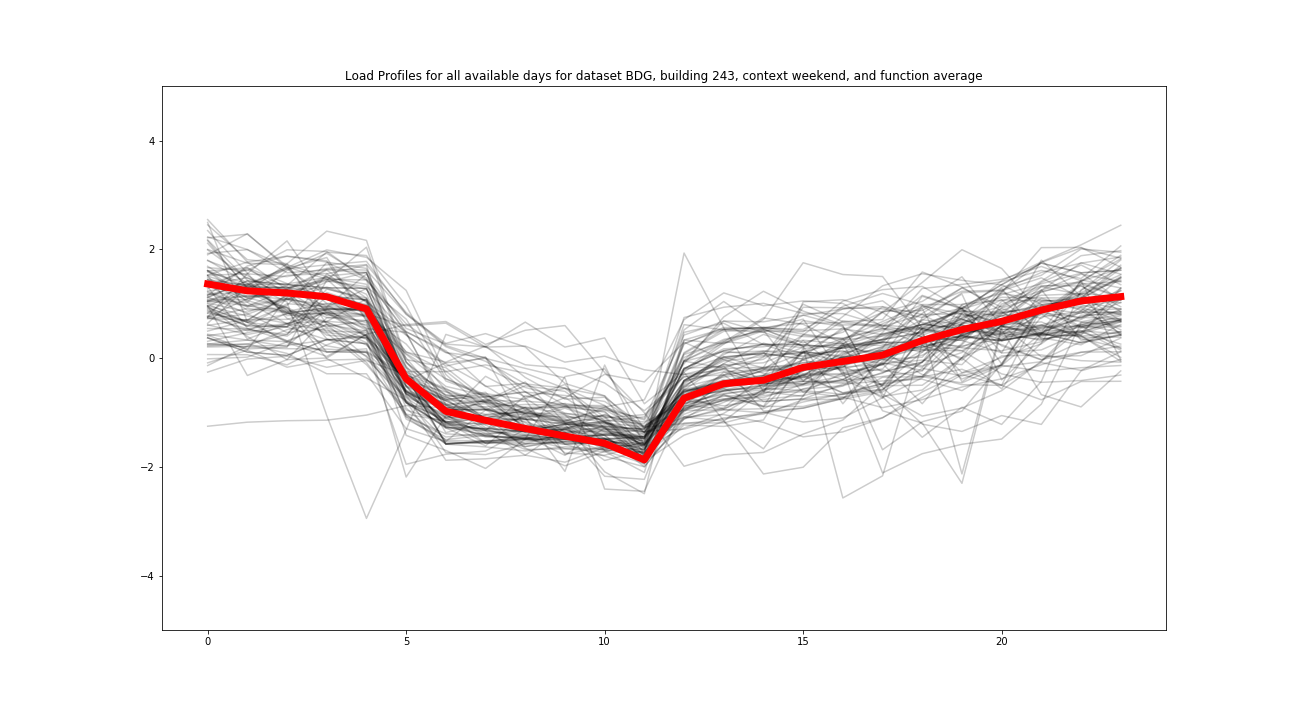 Load Profiles for all available days for dataset BDG, building 243, context weekend, and function average
4
2
0
−2
−4
0 5 10 15 20